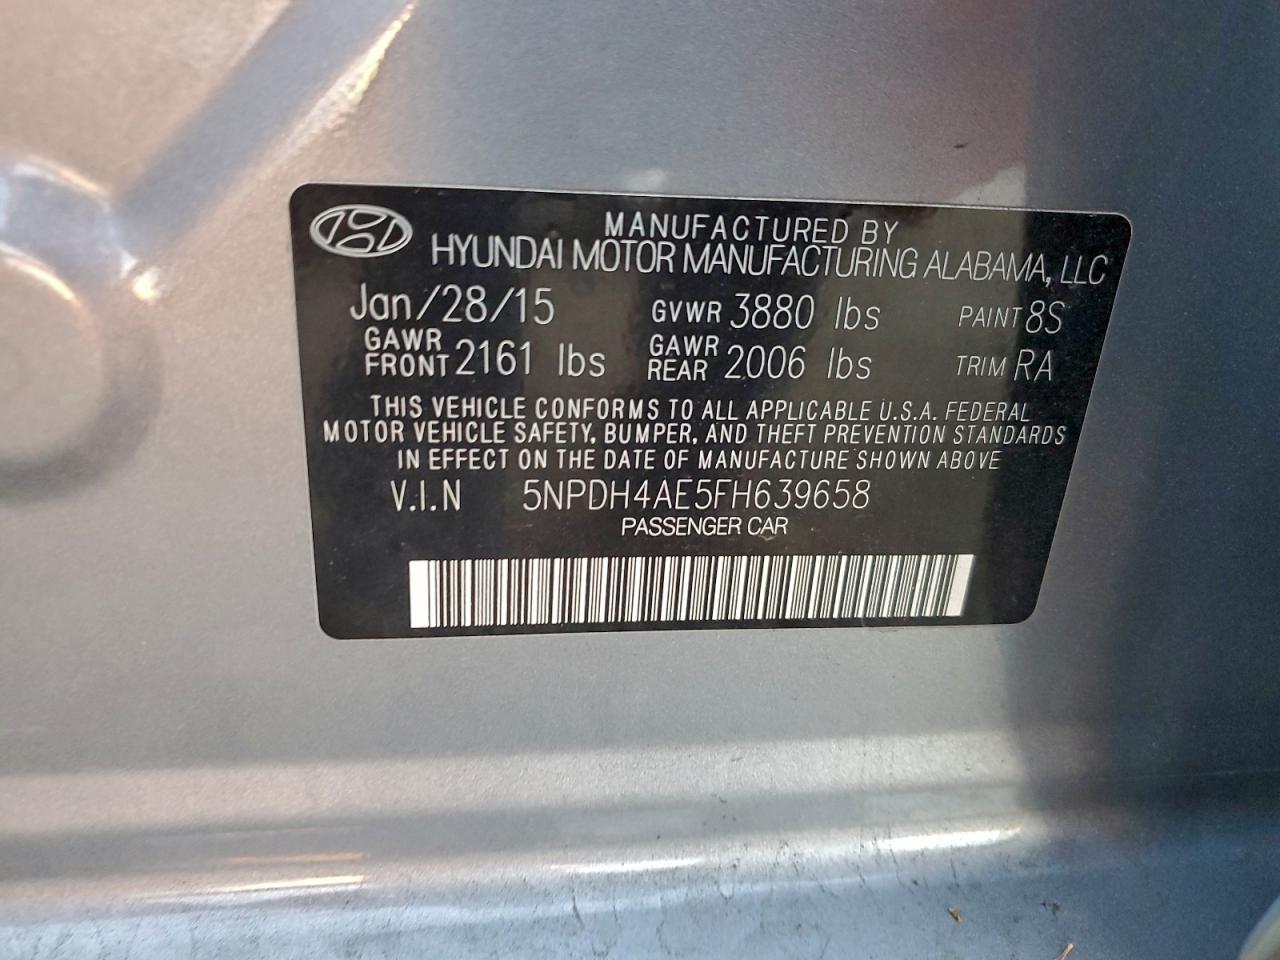 MANUFACTURED BY
HYUNDAI MOTOR MANUFACTURING ALABAMA, LLC
Jan/28/15 GVWR 3880 lbs PAINT 8S
GAWR FRONT 2161 lbs GAWR REAR 2006 lbs TRIM RA
THIS VEHICLE CONFORMS TO ALL APPLICABLE U.S.A. FEDERAL
MOTOR VEHICLE SAFETY, BUMPER, AND THEFT PREVENTION STANDARDS
IN EFFECT ON THE DATE OF MANUFACTURE SHOWN ABOVE
V.I.N 5NPDH4AE5FH639658
PASSENGER CAR